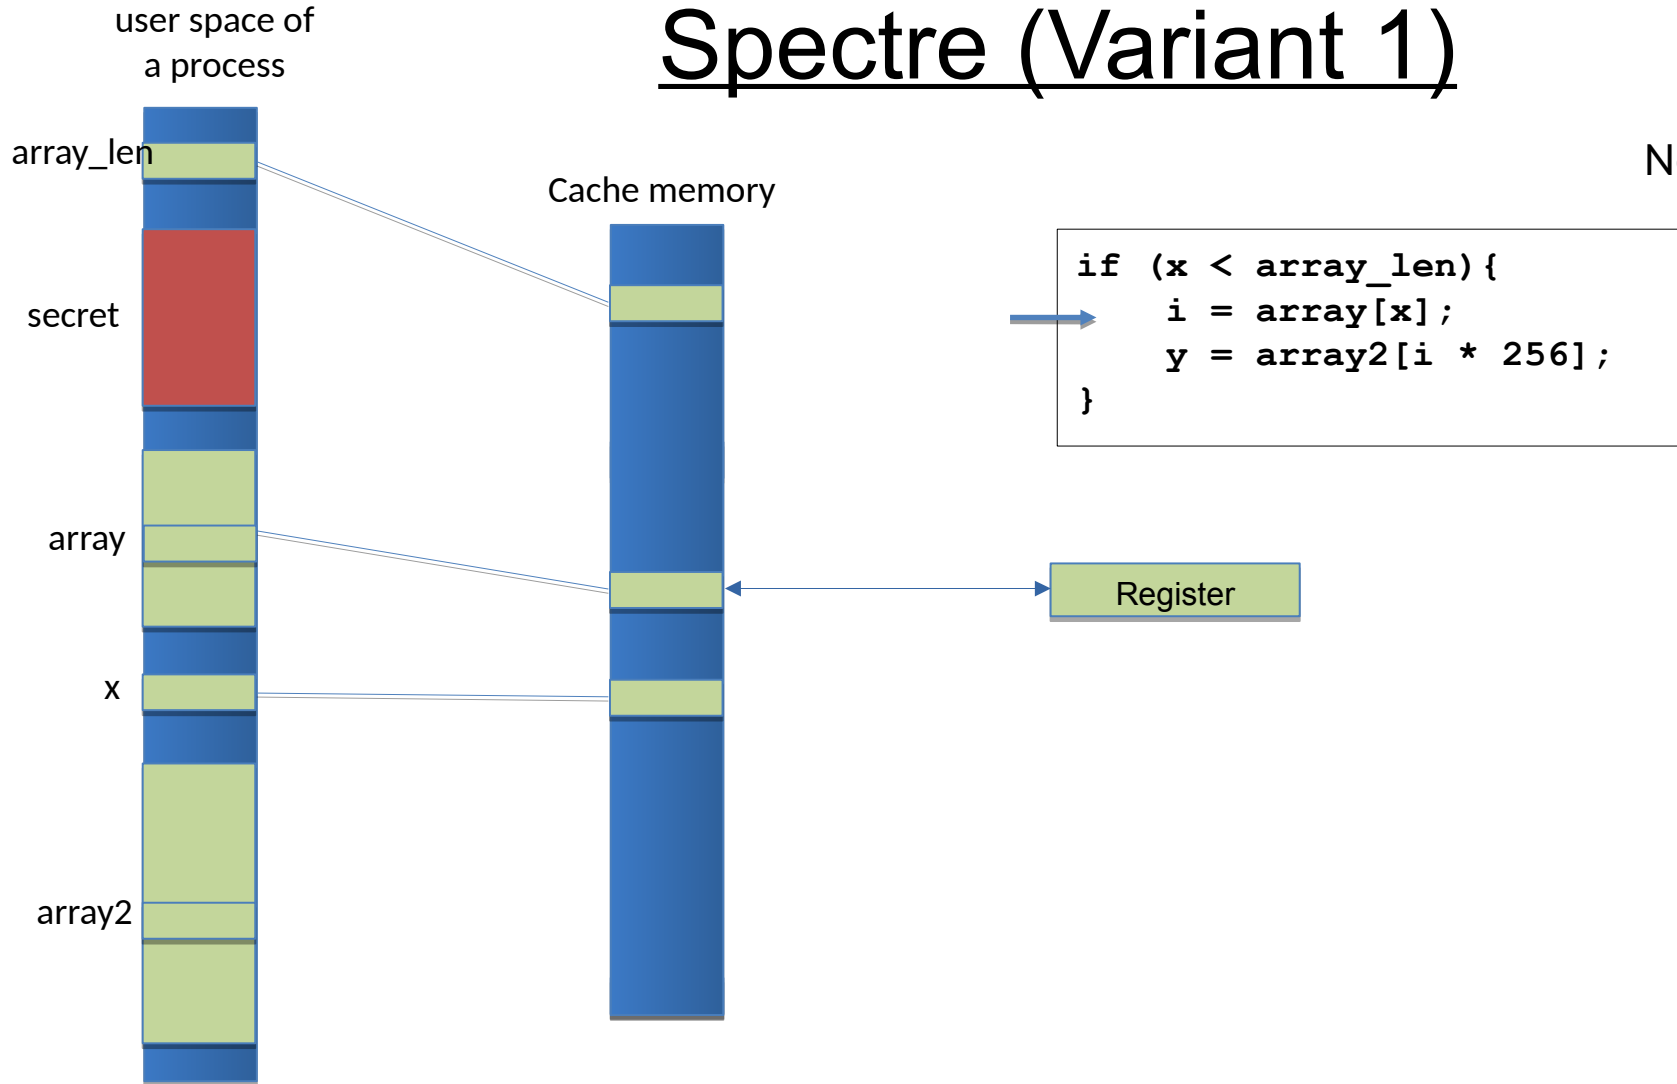 user space of
a process
Spectre (Variant 1)
array_len
Cache memory
N
if (x < array_len){
i = array[x];
y = array2[i * 256];
}
secret
array
Register
x
array2